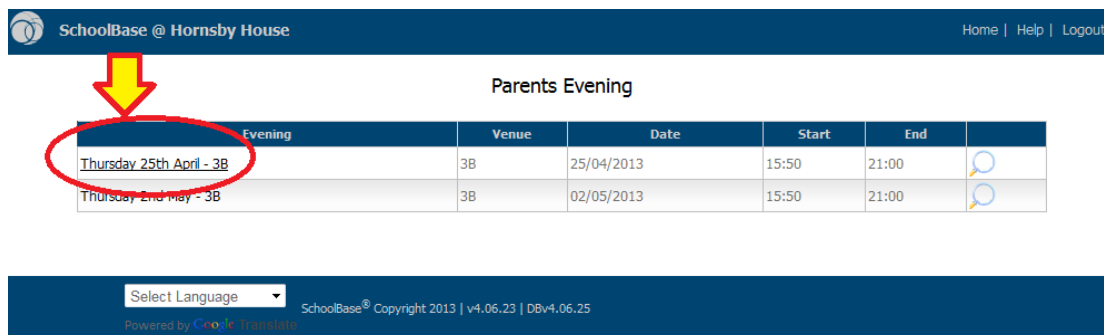 SchoolBase @ Hornsby House Home | Help | Logout
Parents Evening
Evening Venue Date Start End
Thursday 25th April - 3B 3B 25/04/2013 15:50 21:00
Thursday 2nd May - 3B 3B 02/05/2013 15:50 21:00
Select Language
SchoolBase® Copyright 2013 | v4.06.23 | DBv4.06.25
Powered by Google Translate